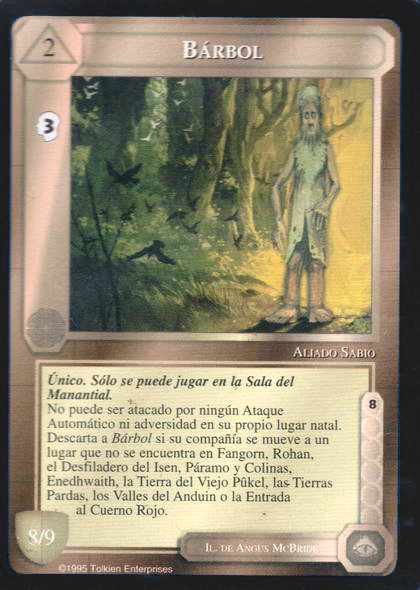 2
BÁRBOL
3
ALIADO SABIO
Único. Sólo se puede jugar en la Sala del
Manantial.
No puede ser atacado por ningún Ataque
Automático ni adversidad en su propio lugar natal.
Descarta a Bárbol si su compañía se mueve a un
lugar que no se encuentra en Fangorn, Rohan,
el Desfiladero del Isen, Páramo y Colinas,
Enedhwaith, la Tierra del Viejo Pûkel, las Tierras
Pardas, los Valles del Anduin o la Entrada
al Cuerno Rojo.
8
8/9
IL. DE ANGUS MCBRIDE
©1995 Tolkien Enterprises